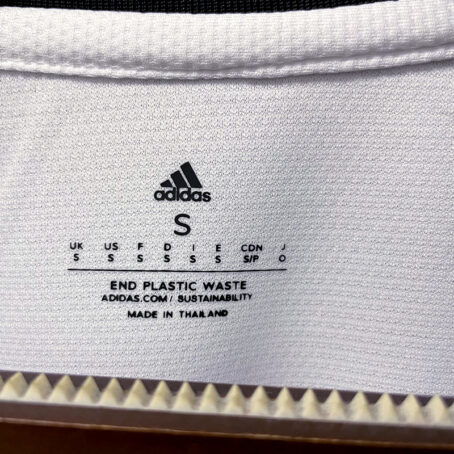 adidas
S
UK US F D I E CDN J
S S S S S S S/P O
END PLASTIC WASTE
ADIDAS.COM/ SUSTAINABILITY
MADE IN THAILAND